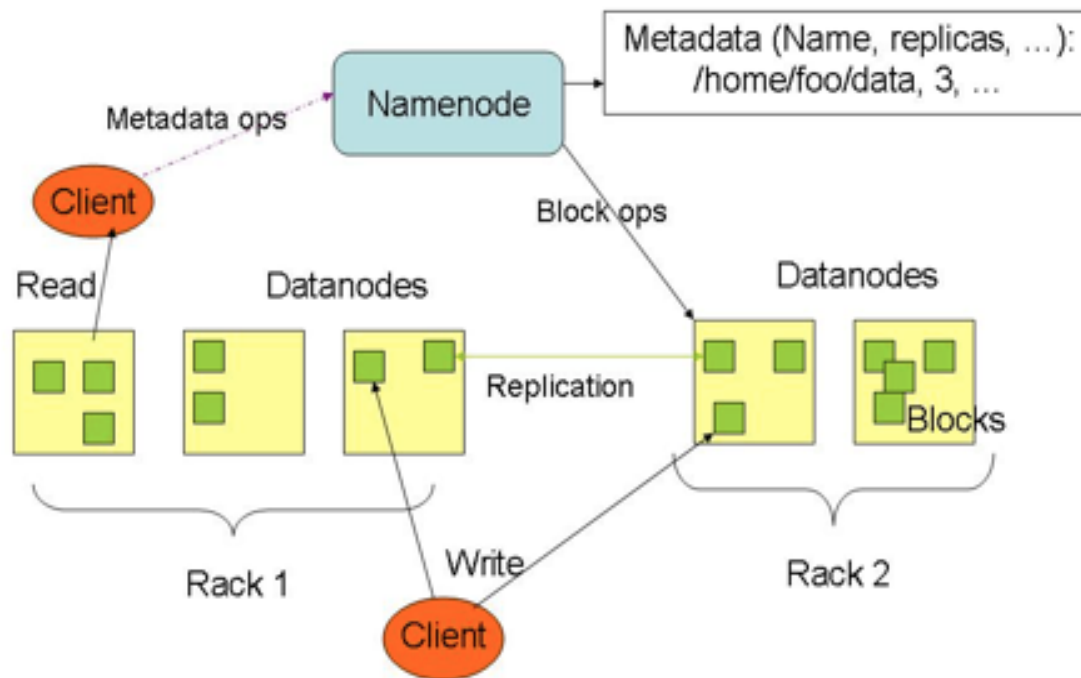 Metadata (Name, replicas, ...):
/home/foo/data, 3, ...
Namenode
Metadata ops
Client
Block ops
Read
Datanodes
Datanodes
Replication
Blocks
Rack 1
Write
Rack 2
Client